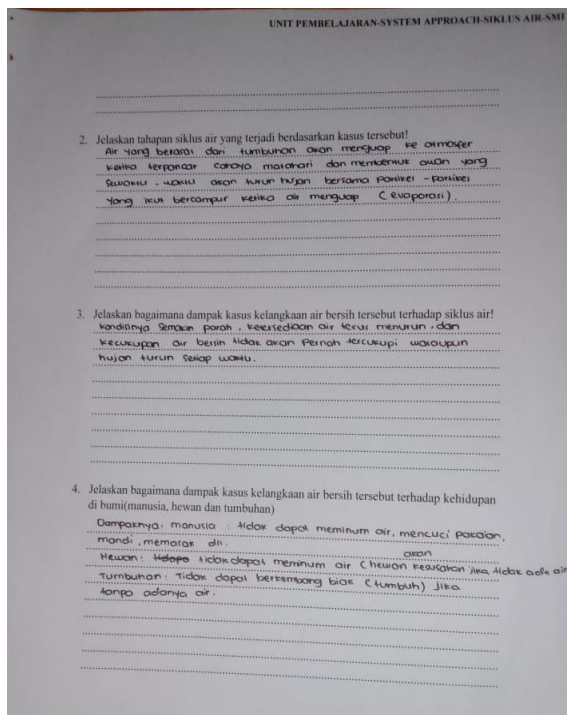 UNIT PEMBELAJARAN-SYSTEM APPROACH-SIKLUS AIR-SMP
2. Jelaskan tahapan siklus air yang terjadi berdasarkan kasus tersebut!
Air yang berasal dari tumbuhan akan menguap ke atmosfer
ketika terpancar cahaya matahari dan membentuk awan yang
sewaktu-waktu akan turun hujan bersama partikel-partikel
yang ikut bercampur ketika air menguap (evaporasi).
3. Jelaskan bagaimana dampak kasus kelangkaan air bersih tersebut terhadap siklus air!
Kondisinya semakin parah, ketersediaan air terus menurun, dan
kecukupan air bersih tidak akan pernah tercukupi walaupun
hujan turun setiap waktu.
4. Jelaskan bagaimana dampak kasus kelangkaan air bersih tersebut terhadap kehidupan
di bumi(manusia, hewan dan tumbuhan)
Dampaknya: manusia : tidak dapat meminum air, mencuci pakaian,
mandi, memasak dll.
akan
Hewan : tidak dapat meminum air (hewan kesusahan jika tidak ada air
Tumbuhan : Tidak dapat berkembang biak (tumbuh) jika
tanpa adanya air.